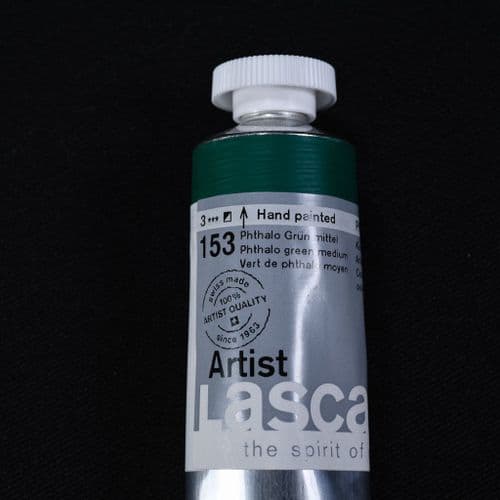 3 *** Hand painted
153 Phthalo Grün mittel
Phthalo green medium
Vert de phthalo moyen
swiss made
100%
ARTIST QUALITY
since 1963
Artist
Lasca
the spirit of